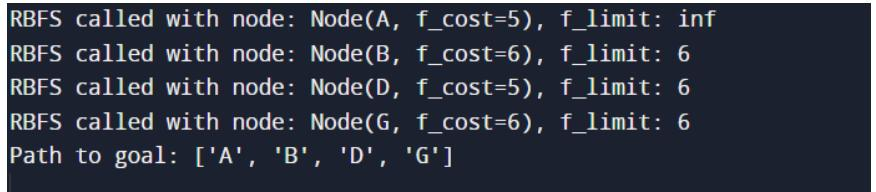 RBFS called with node: Node(A, f_cost=5), f_limit: inf
RBFS called with node: Node(B, f_cost=6), f_limit: 6
RBFS called with node: Node(D, f_cost=5), f_limit: 6
RBFS called with node: Node(G, f_cost=6), f_limit: 6
Path to goal: ['A', 'B', 'D', 'G']